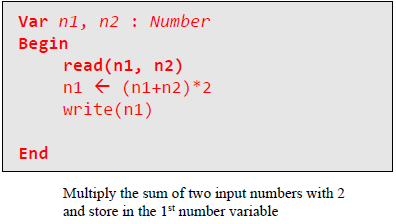 Var n1, n2 : Number
Begin
read(n1, n2)
n1 ← (n1+n2)*2
write(n1)
End
Multiply the sum of two input numbers with 2
and store in the 1st number variable